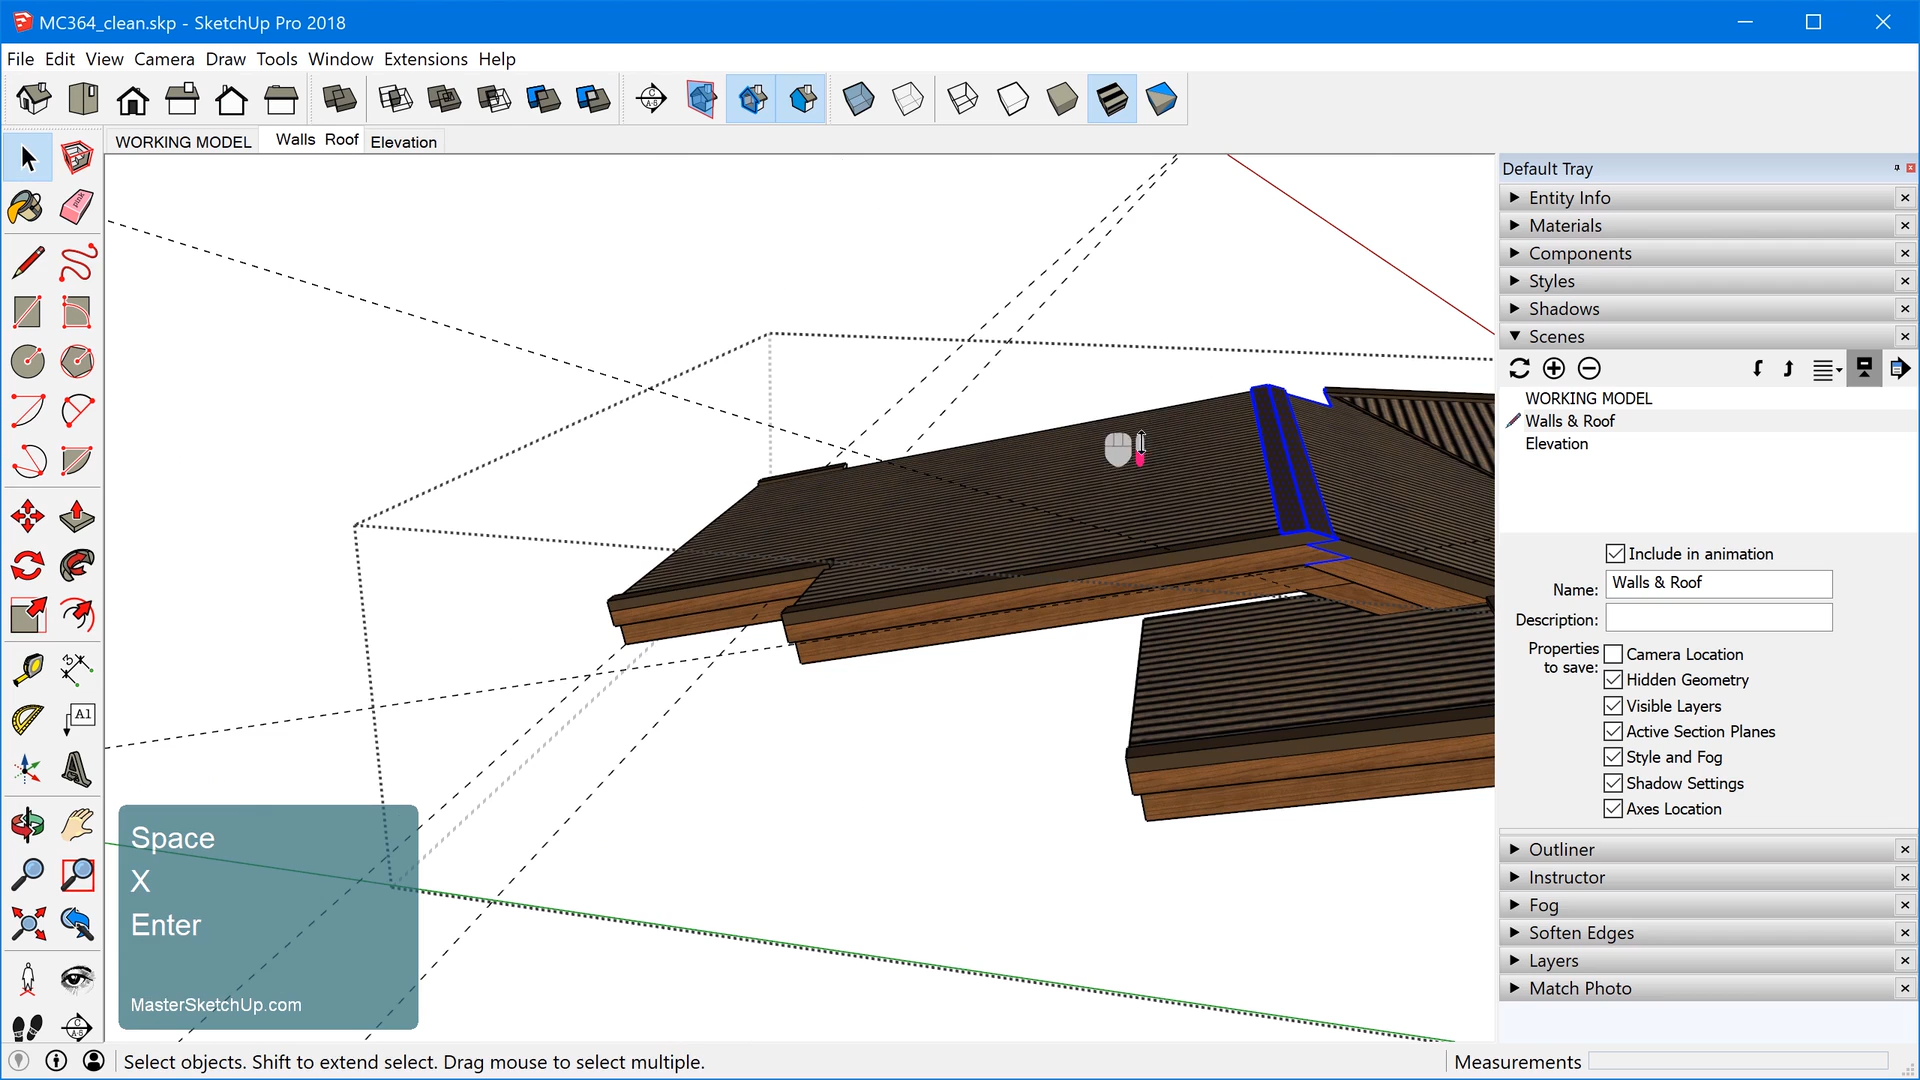 MC364_clean.skp - SketchUp Pro 2018
File Edit View Camera Draw Tools Window Extensions Help
WORKING MODEL Walls Roof Elevation
Default Tray
Entity Info
Materials
Components
Styles
Shadows
Scenes
WORKING MODEL
Walls & Roof
Elevation
Include in animation
Name: Walls & Roof
Description:
Properties to save:
Camera Location
Hidden Geometry
Visible Layers
Active Section Planes
Style and Fog
Shadow Settings
Axes Location
Outliner
Instructor
Fog
Soften Edges
Layers
Match Photo
Space
X
Enter
MasterSketchUp.com
Select objects. Shift to extend select. Drag mouse to select multiple.
Measurements